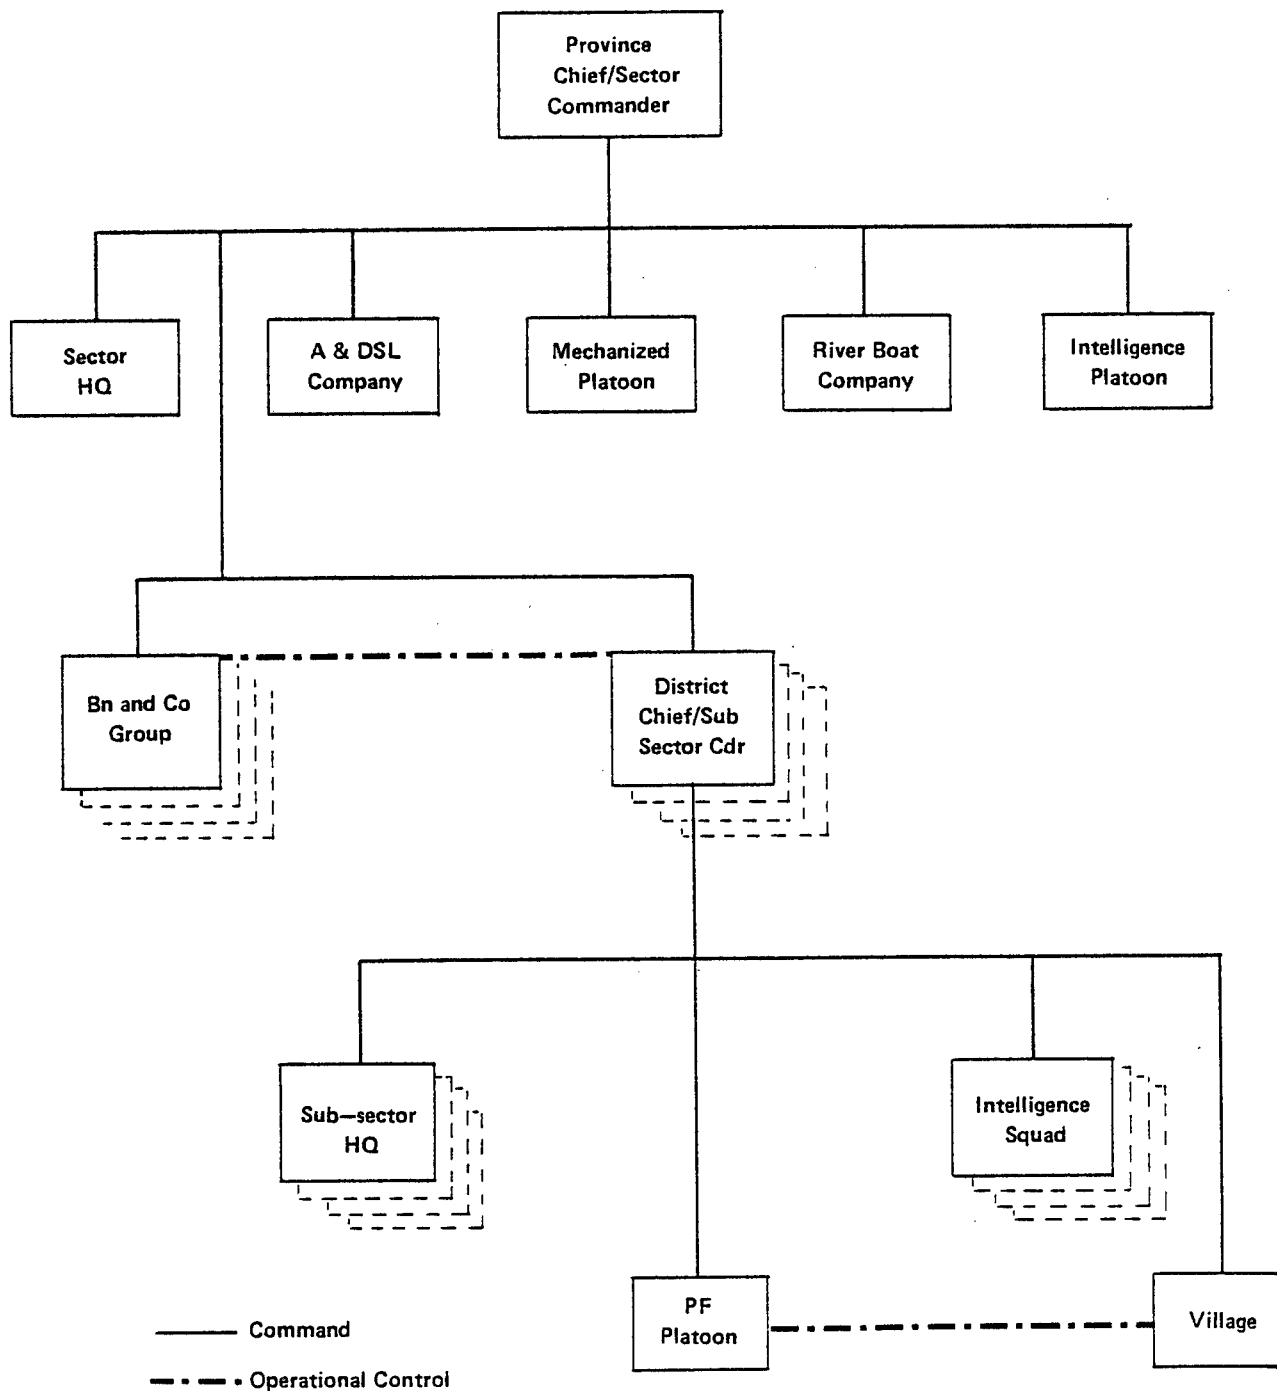 Province
Chief/Sector
Commander
Sector
HQ
A & DSL
Company
Mechanized
Platoon
River Boat
Company
Intelligence
Platoon
Bn and Co
Group
District
Chief/Sub
Sector Cdr
Sub—sector
HQ
Intelligence
Squad
PF
Platoon
Village
Command
Operational Control